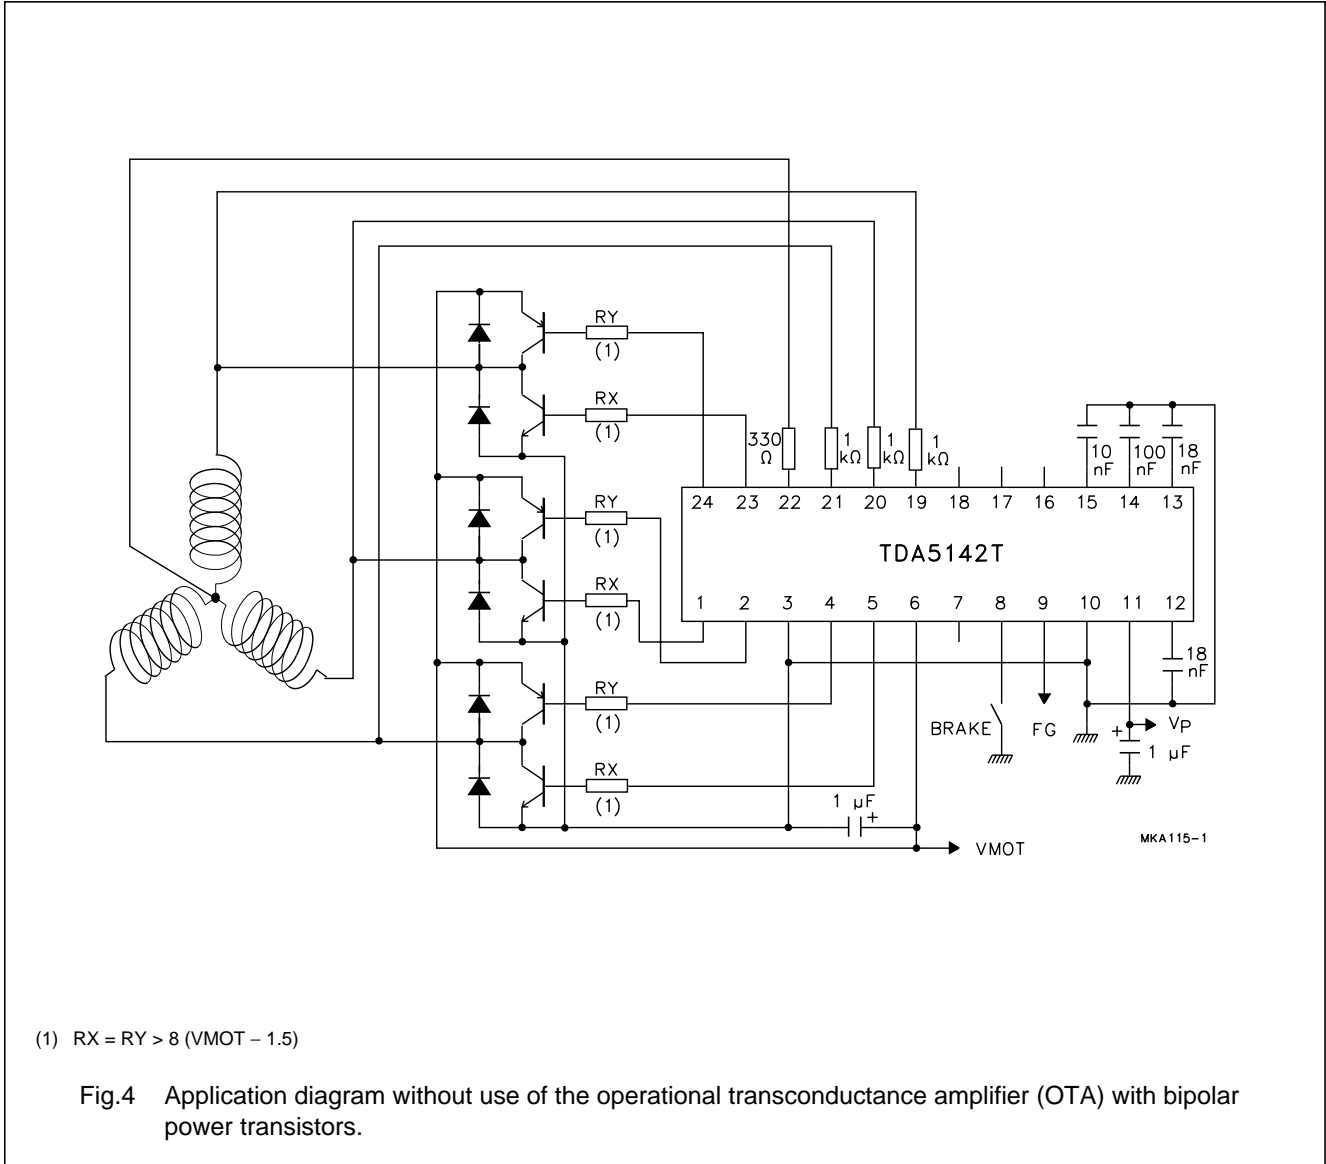 RY
(1)
RX
(1)
330
Ω
1
kΩ
1
kΩ
1
kΩ
10
nF
100
nF
18
nF
24 23 22 21 20 19 18 17 16 15 14 13
RY
(1)
TDA5142T
RX
(1)
1 2 3 4 5 6 7 8 9 10 11 12
18
nF
RY
(1)
BRAKE
FG
+
VP
1 µF
RX
(1)
1 µF
+
MKA115-1
VMOT
(1) RX = RY > 8 (VMOT – 1.5)
Fig.4 Application diagram without use of the operational transconductance amplifier (OTA) with bipolar
power transistors.